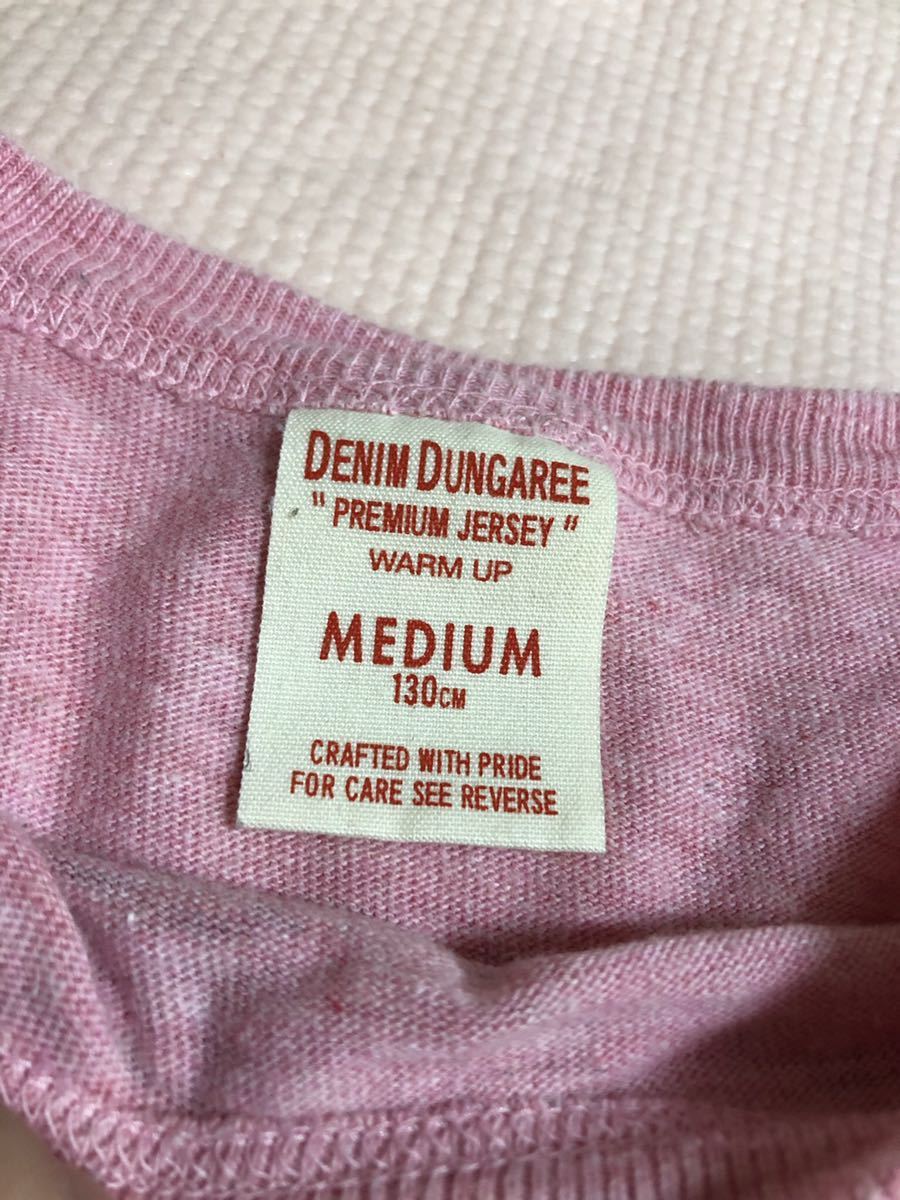 DENIM DUNGAREE
"PREMIUM JERSEY"
WARM UP
MEDIUM
130CM
CRAFTED WITH PRIDE
FOR CARE SEE REVERSE